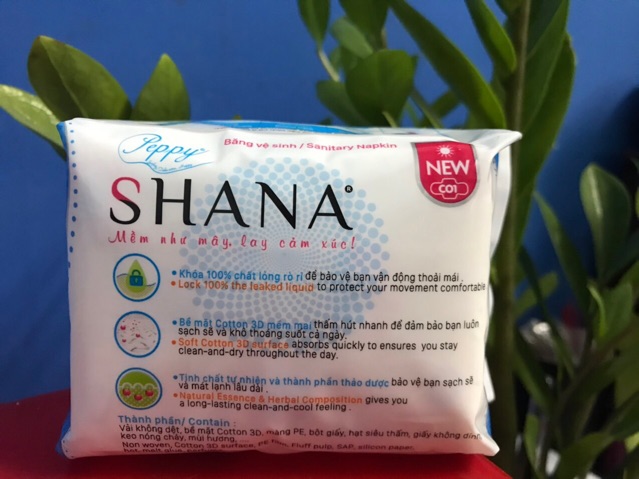 Peppy
Băng vệ sinh / Sanitary Napkin
NEW
C01
SHANA®
Mềm như mây, lay cảm xúc!
• Khóa 100% chất lỏng rò rỉ để bảo vệ bạn vận động thoải mái .
• Lock 100% the leaked liquid to protect your movement comfortable
• Bề mặt Cotton 3D mềm mại thấm hút nhanh để đảm bảo bạn luôn
sạch sẽ và khô thoáng suốt cả ngày.
• Soft Cotton 3D surface absorbs quickly to ensures you stay
clean-and-dry throughout the day.
• Tinh chất tự nhiên và thành phần thảo dược bảo vệ bạn sạch sẽ
và mát lạnh lâu dài .
• Natural Essence & Herbal Composition gives you
a long-lasting clean-and-cool feeling .
Thành phần/ Contain :
Vải không dệt, bề mặt Cotton 3D, màng PE, bột giấy, hạt siêu thấm, giấy không dính,
keo nóng chảy, mùi hương.
Non woven, Cotton 3D surface, PE film, Fluff pulp, SAP, silicon paper,
hot melt glue,